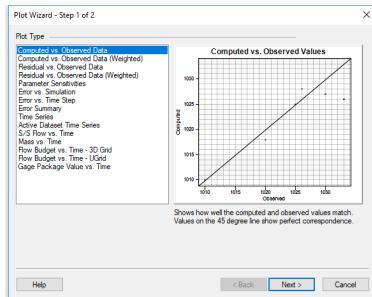 Plot Wizard - Step 1 of 2
Plot Type
Computed vs. Observed Data
Computed vs. Observed Data (Weighted)
Residual vs. Observed Data
Residual vs. Observed Data (Weighted)
Parameter Sensitivities
Error vs. Simulation
Error vs. Time Step
Error Summary
Time Series
Active Dataset Time Series
S/S Flow vs. Time
Mass vs. Time
Flow Budget vs. Time - 3D Grid
Flow Budget vs. Time - UGrid
Gage Package Value vs. Time
Computed vs. Observed Values
Computed
1030
1025
1020
1015
1010
1010 1015 1020 1025 1030
Observed
Shows how well the computed and observed values match.
Values on the 45 degree line show perfect correspondence.
Help
< Back
Next >
Cancel